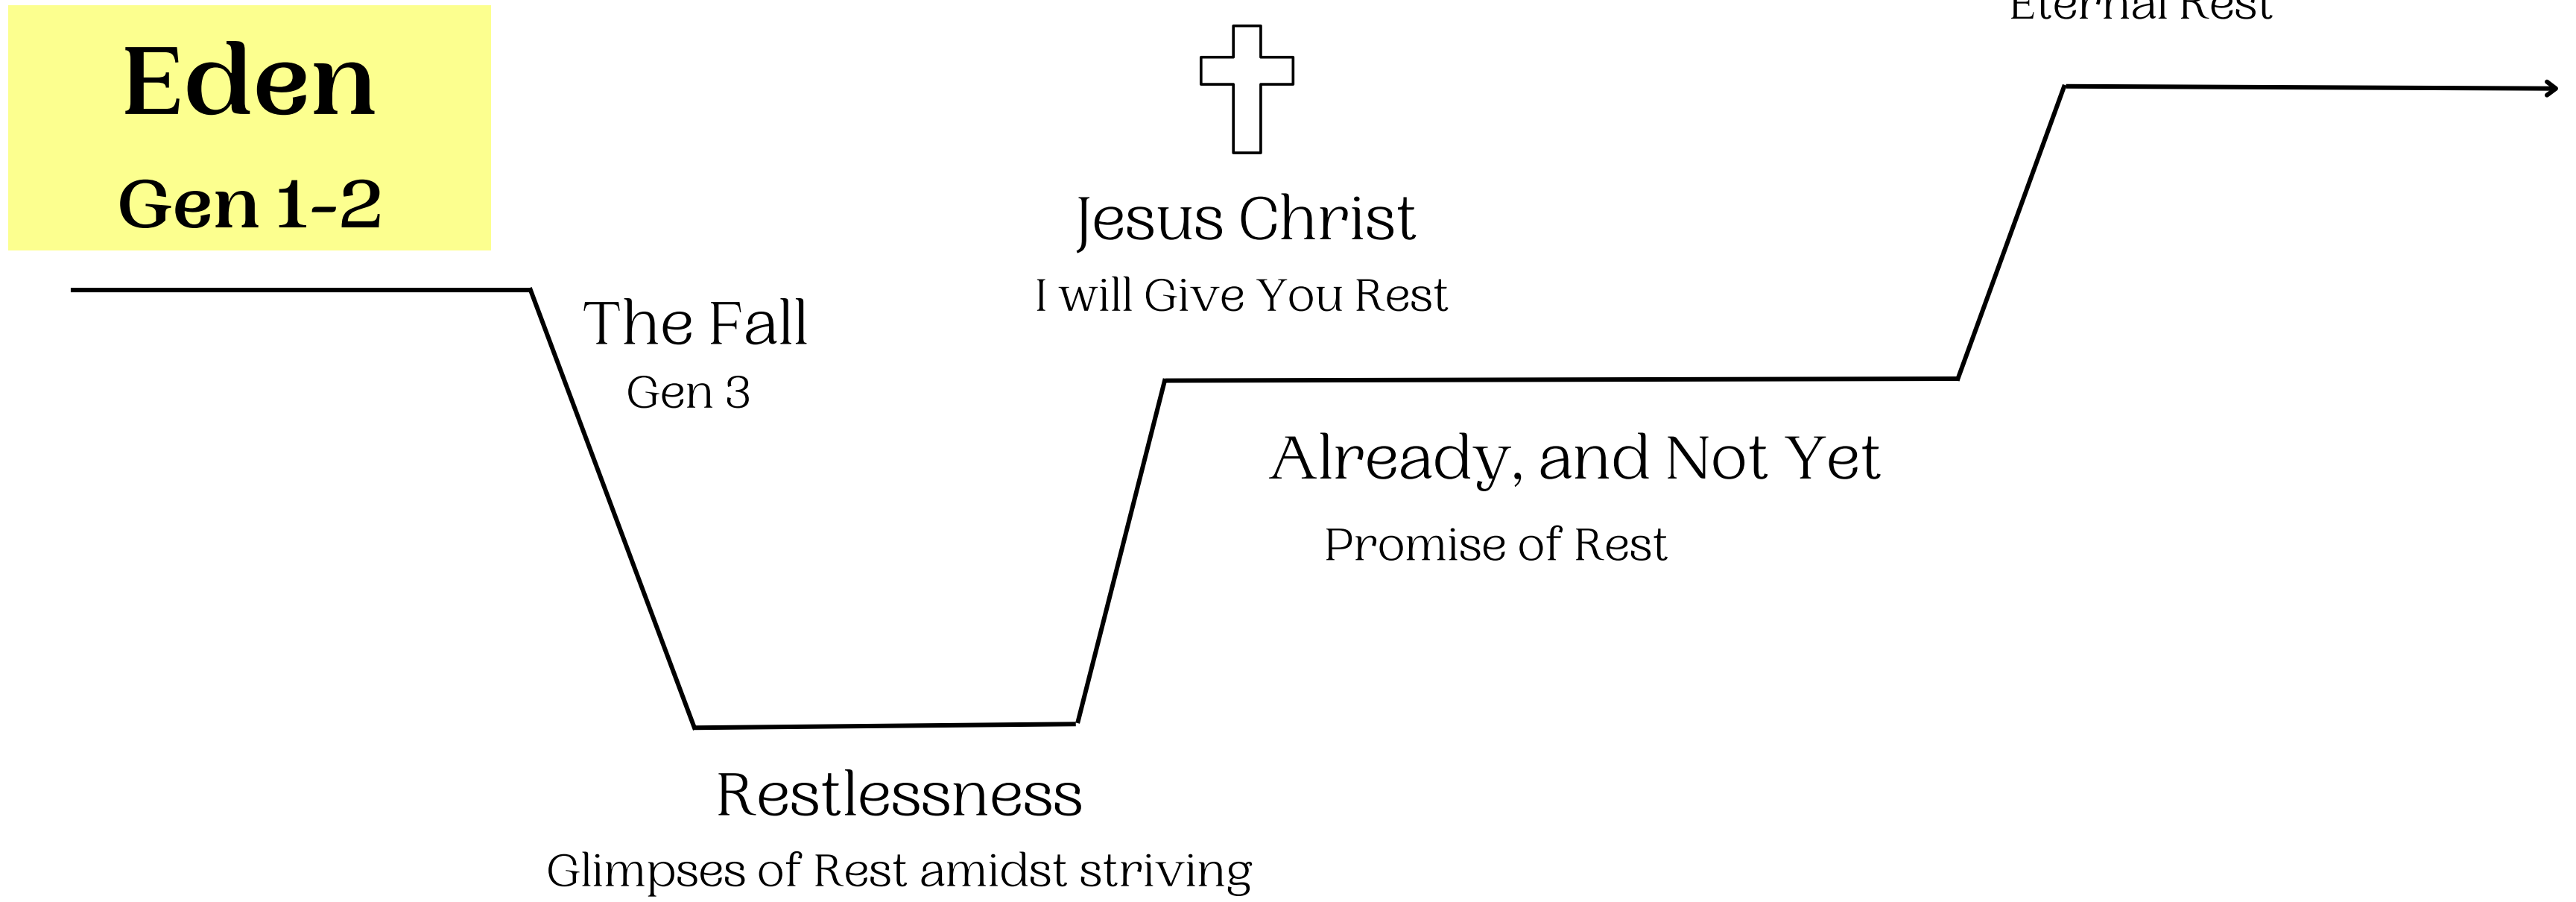 Eden
Gen 1-2
The Fall
Gen 3
Restlessness
Glimpses of Rest amidst striving
Jesus Christ
I will Give You Rest
Already, and Not Yet
Promise of Rest
Eternal Rest